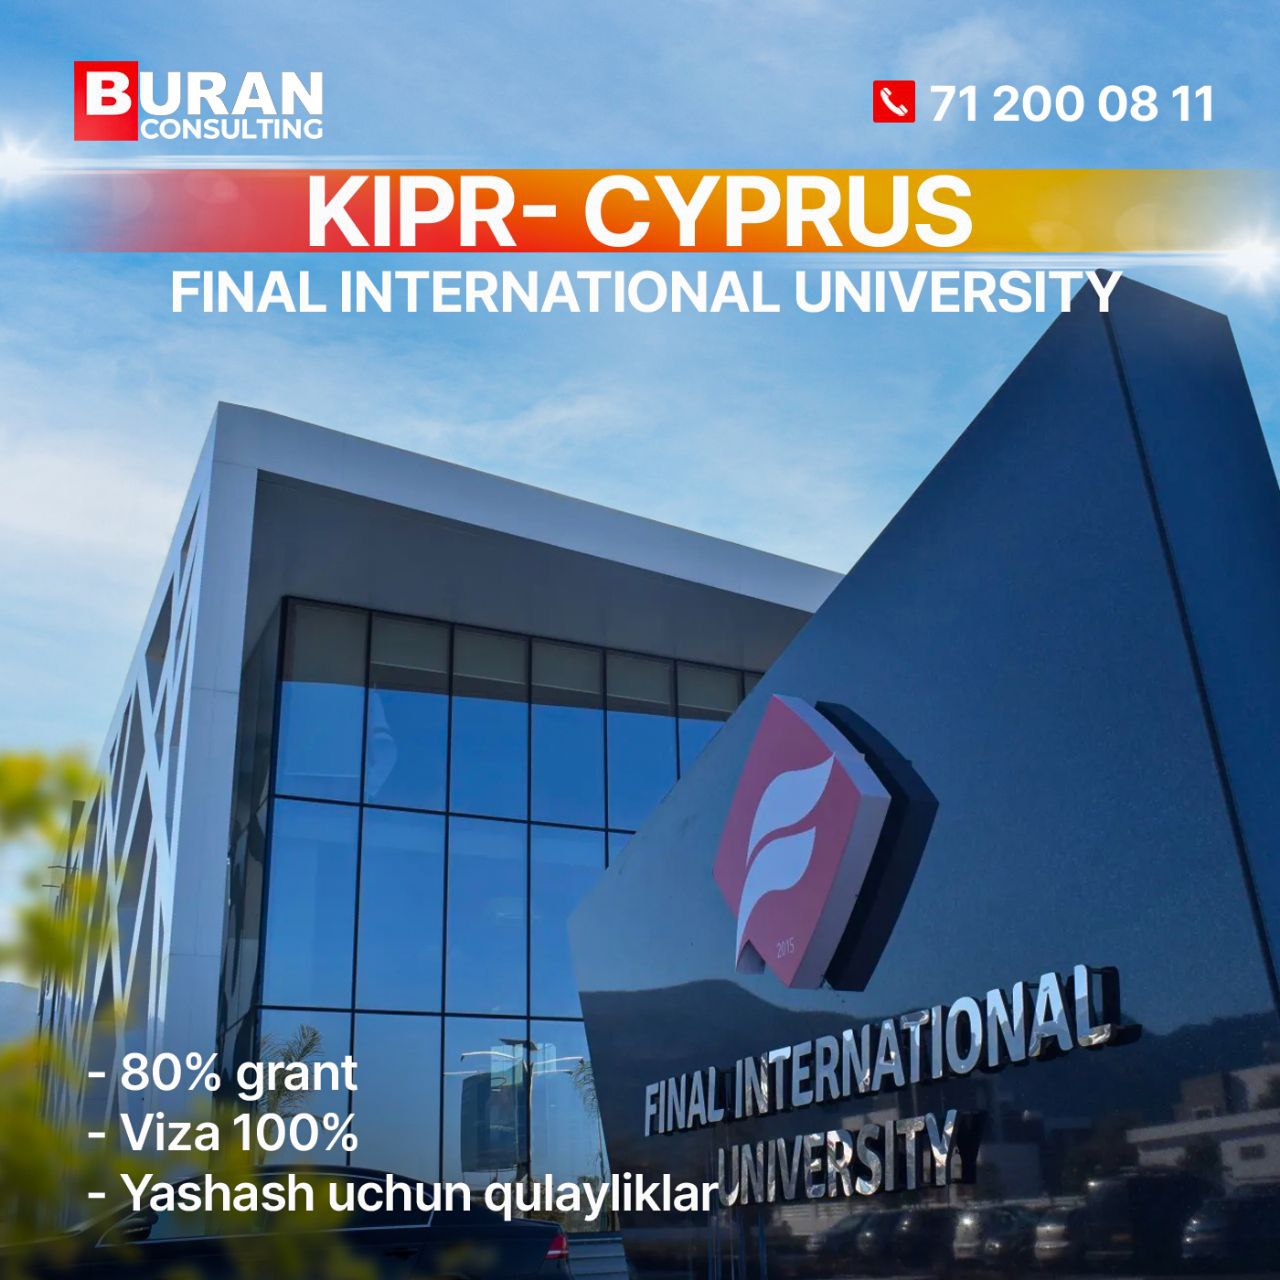 BURAN
CONSULTING
71 200 08 11
KIPR- CYPRUS
FINAL INTERNATIONAL UNIVERSITY
2015
FINAL INTERNATIONAL
UNIVERSITY
- 80% grant
- Viza 100%
- Yashash uchun qulayliklar